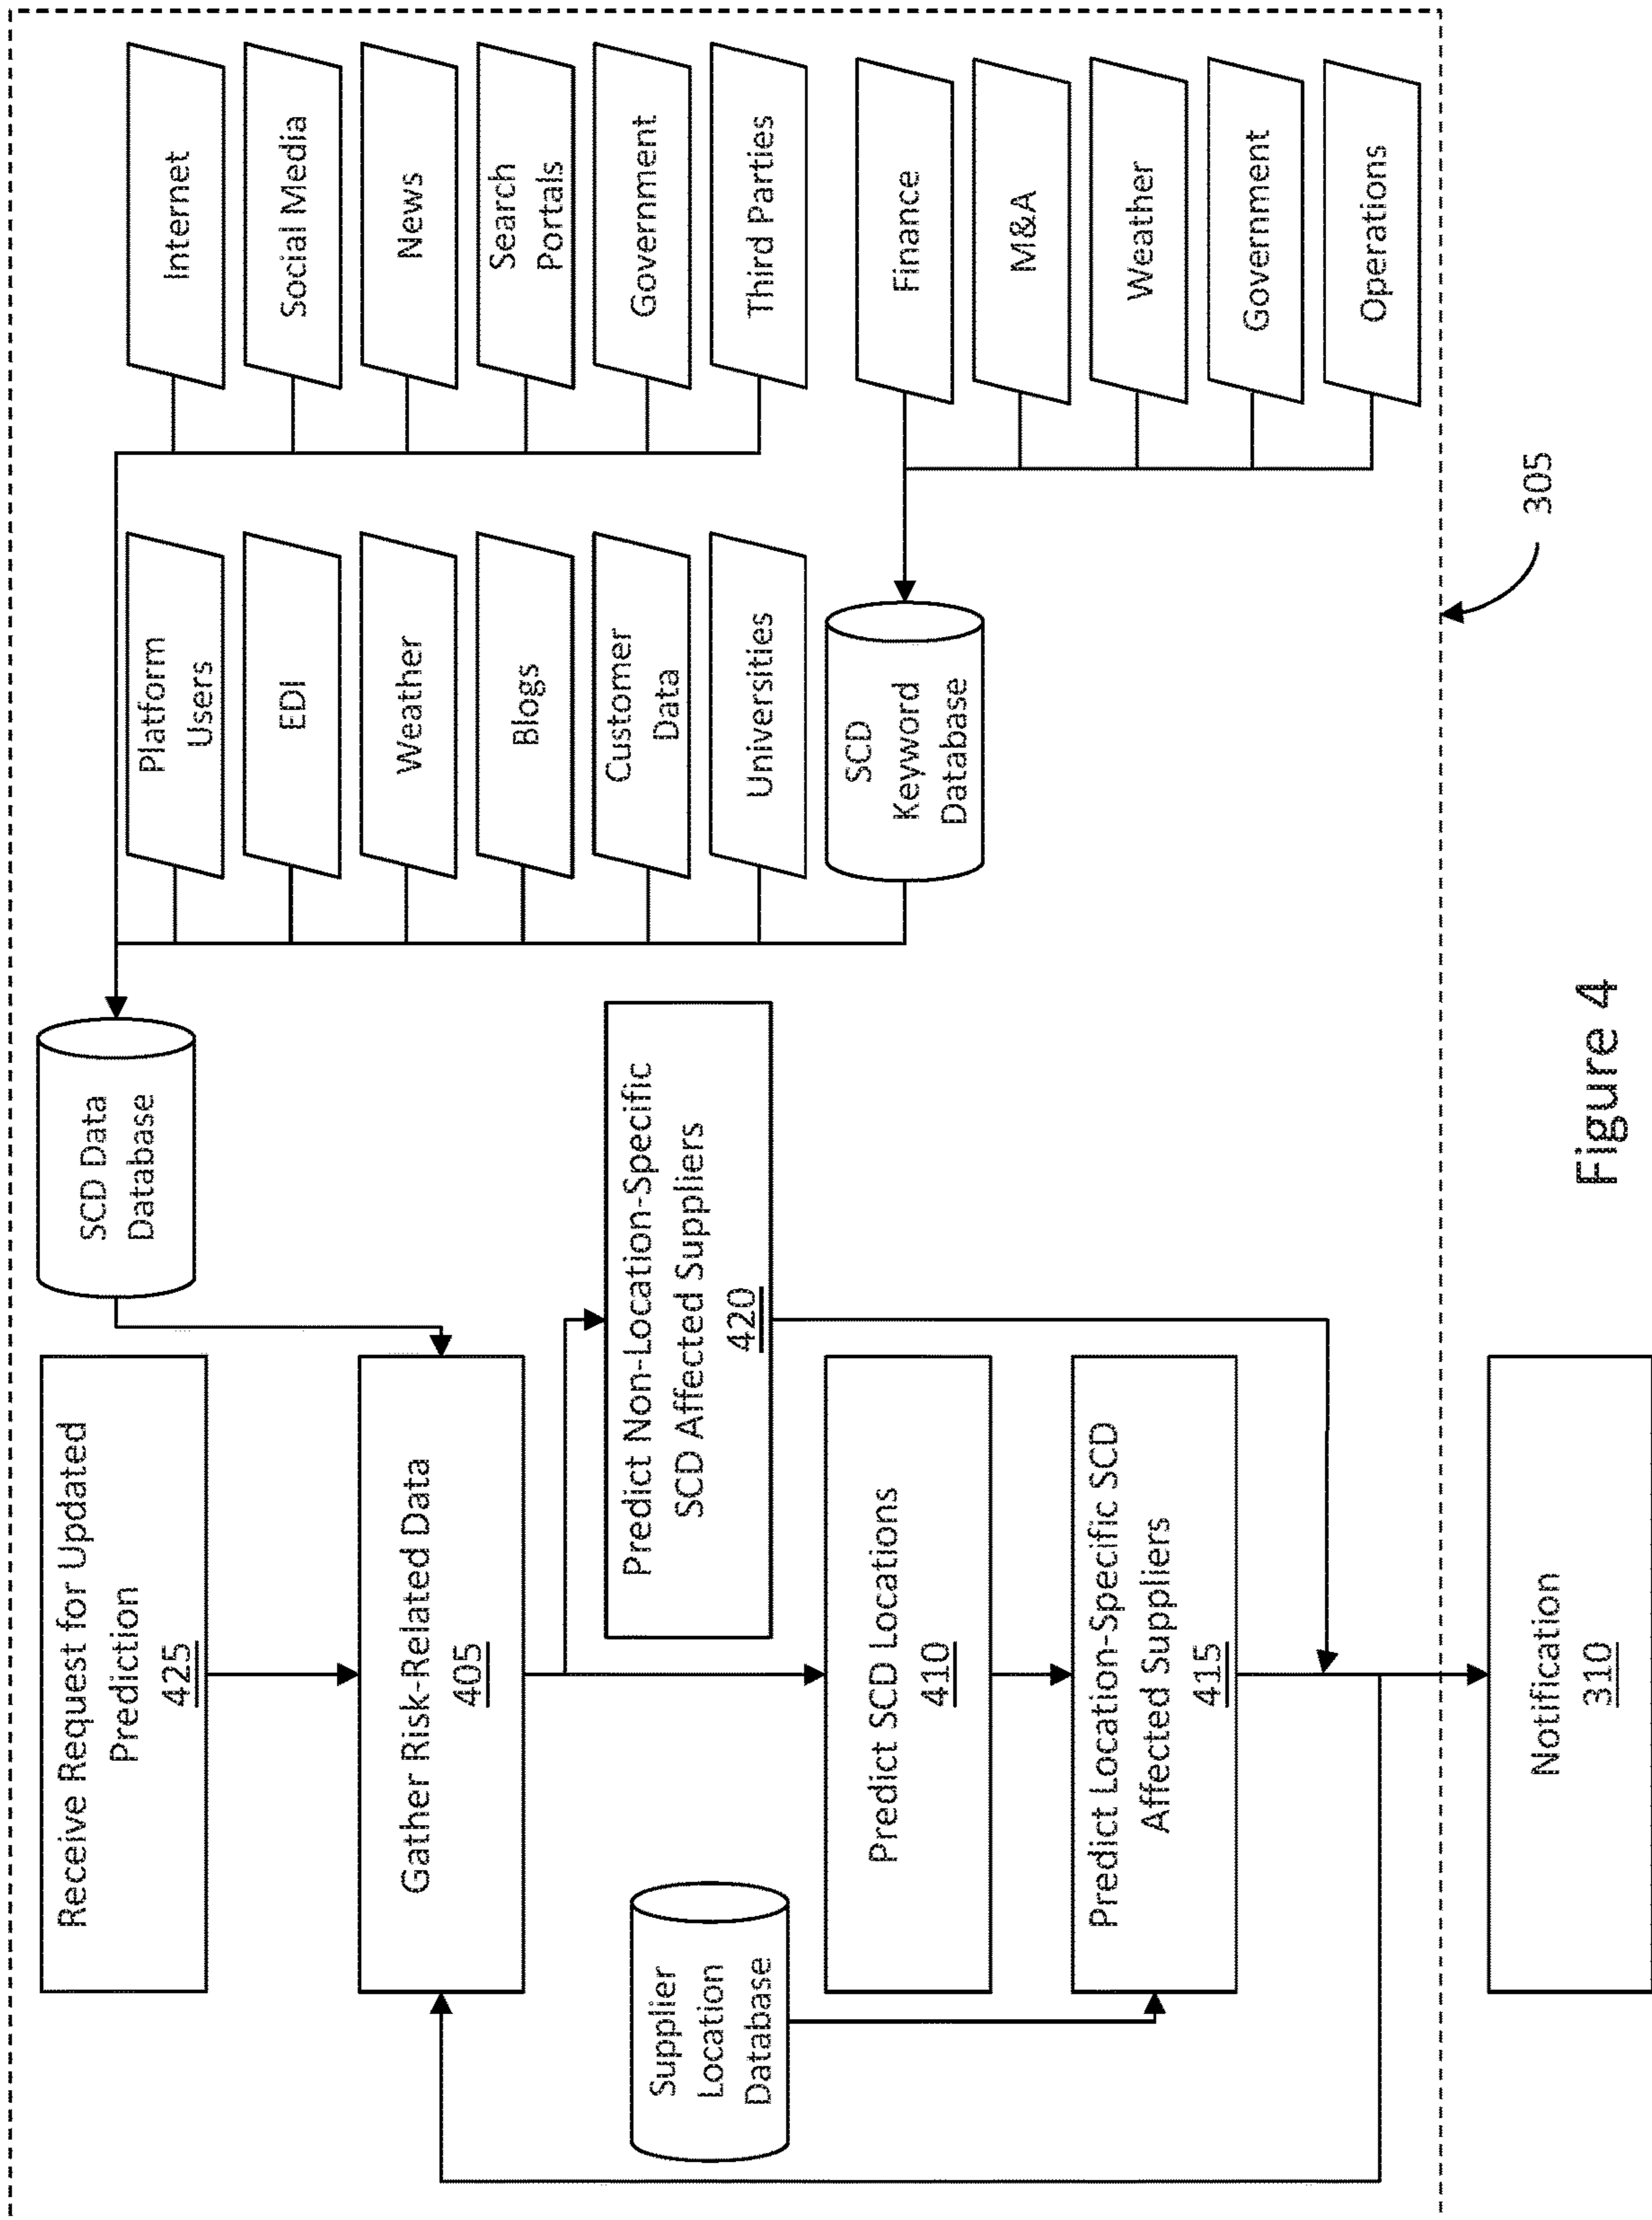 Receive Request for Updated
Prediction
425
SCD Data
Database
Platform
Users
Internet
EDI
Social Media
Gather Risk-Related Data
405
Weather
News
Blogs
Search
Portals
Predict Non-Location-Specific
SCD Affected Suppliers
420
Customer
Data
Government
Supplier
Location
Database
Universities
Third Parties
Predict SCD Locations
410
SCD
Keyword
Database
Finance
M&A
Predict Location-Specific SCD
Affected Suppliers
415
Weather
Government
Operations
305
Notification
310
Figure 4